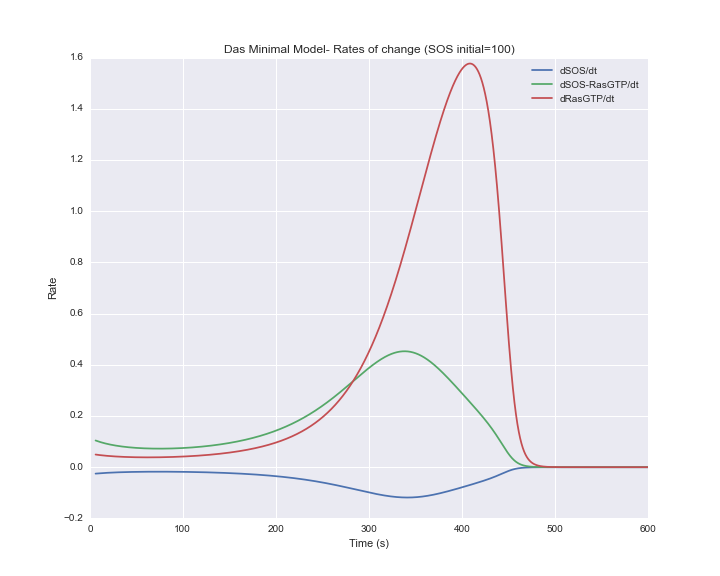 Das Minimal Model- Rates of change (SOS initial=100)
1.6
1.4
1.2
1.0
0.8
0.6
0.4
0.2
0.0
−0.2
Rate
dSOS/dt
dSOS-RasGTP/dt
dRasGTP/dt
0 100 200 300 400 500 600
Time (s)